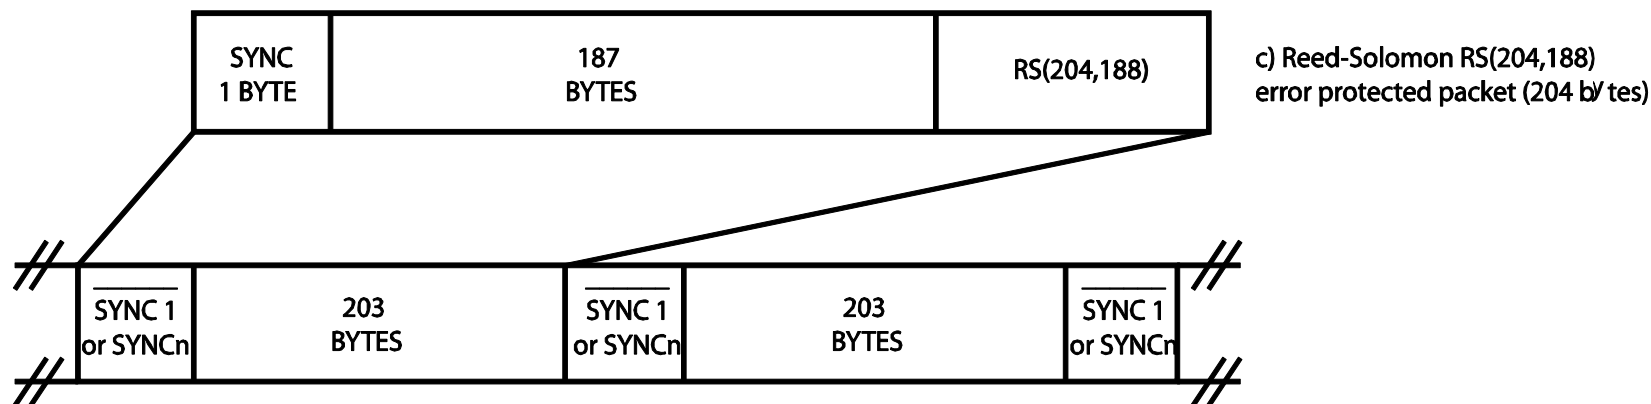 SYNC
1 BYTE
187
BYTES
RS(204,188)
c) Reed-Solomon RS(204,188)
error protected packet (204 bytes)
SYNC 1
or SYNCn
203
BYTES
SYNC 1
or SYNCn
203
BYTES
SYNC 1
or SYNCn